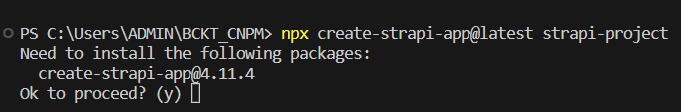 PS C:\Users\ADMIN\BCKT_CNPM> npx create-strapi-app@latest strapi-project
Need to install the following packages:
  create-strapi-app@4.11.4
Ok to proceed? (y)